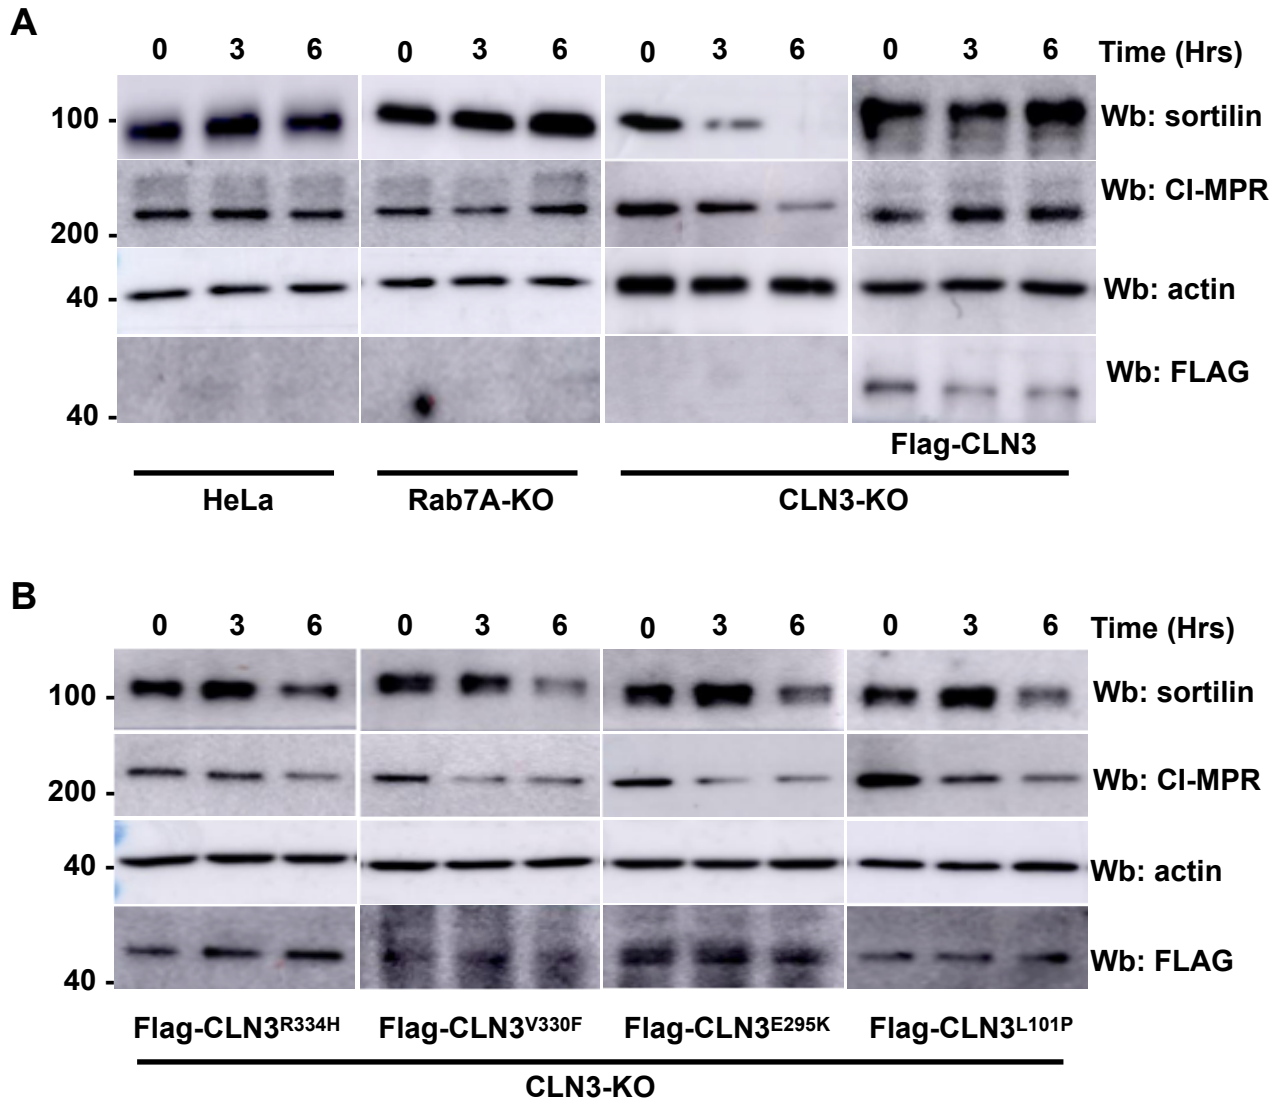 A
0 3 6 0 3 6 0 3 6 0 3 6 Time (Hrs)
100 - Wb: sortilin
Wb: CI-MPR
200 -
40 - Wb: actin
Wb: FLAG
40 -
Flag-CLN3
HeLa Rab7A-KO CLN3-KO
B
0 3 6 0 3 6 0 3 6 0 3 6 Time (Hrs)
100 - Wb: sortilin
200 - Wb: CI-MPR
40 - Wb: actin
40 - Wb: FLAG
Flag-CLN3R334H Flag-CLN3V330F Flag-CLN3E295K Flag-CLN3L101P
CLN3-KO